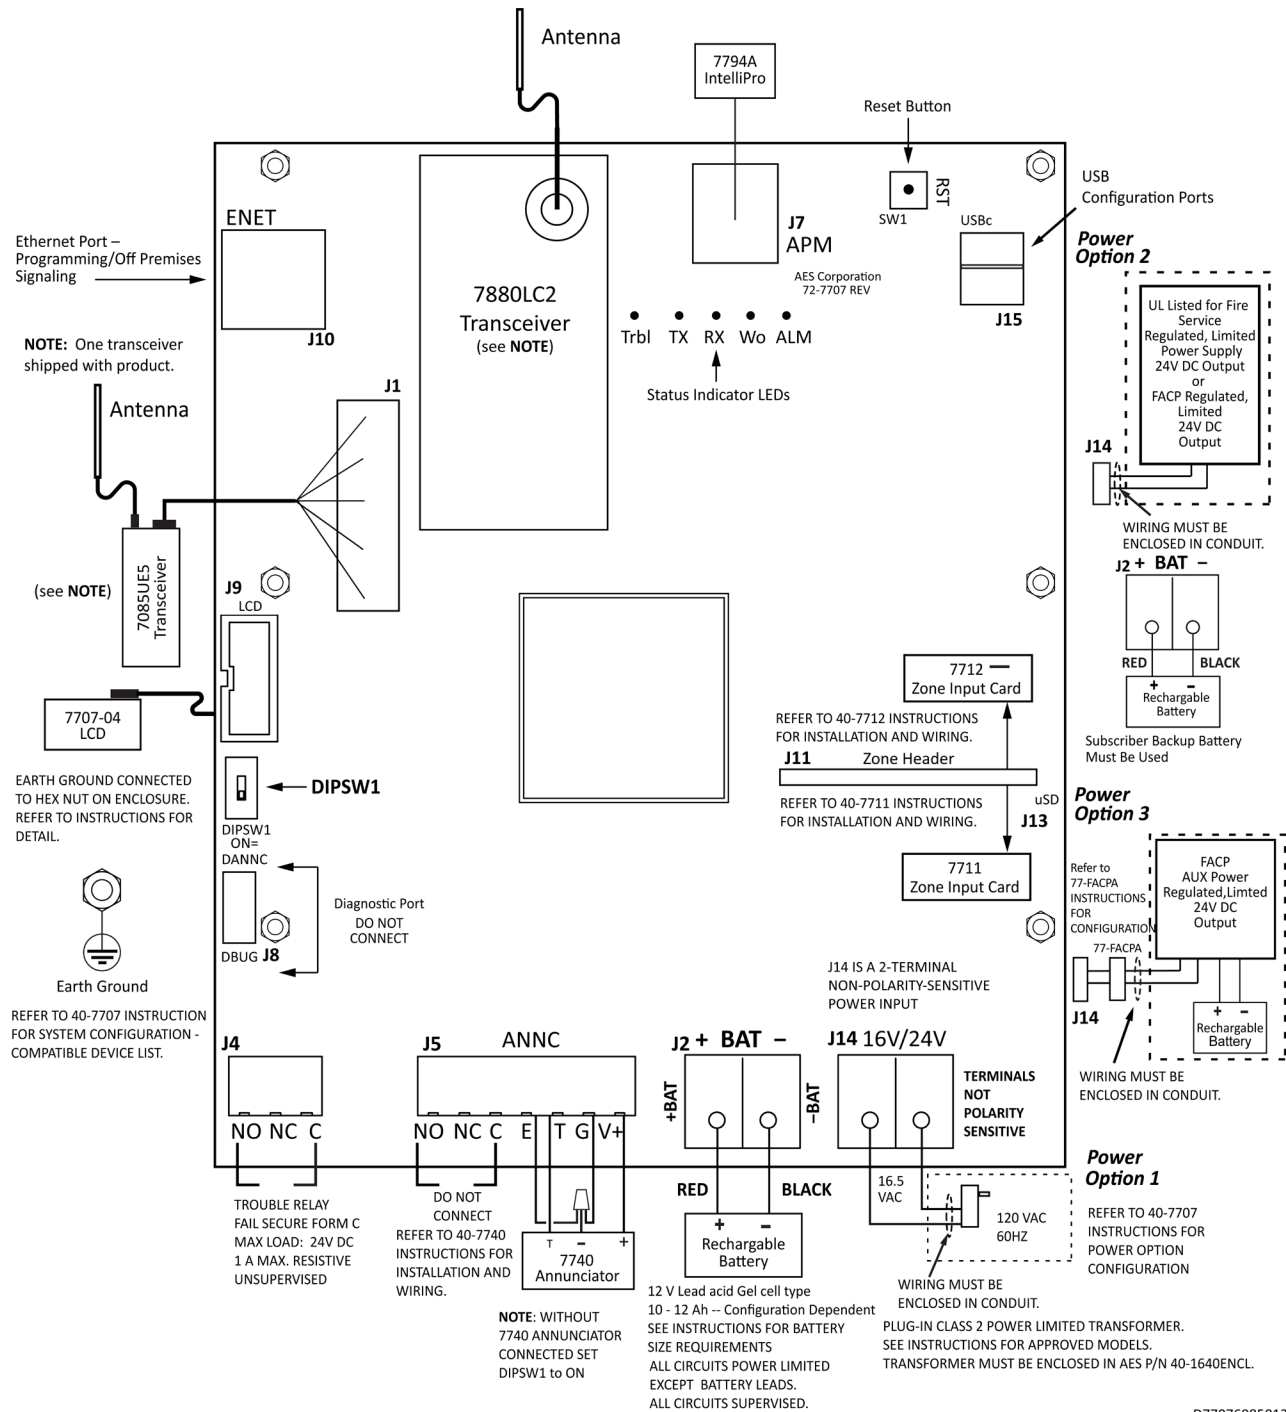 Antenna
7794A
IntelliPro
Reset Button
USB
Configuration Ports
RST
SW1
USBc
J15
ENET
J10
Ethernet Port –
Programming/Off Premises
Signaling
J7
APM
AES Corporation
72-7707 REV
7880LC2
Transceiver
(see NOTE)
Trbl TX RX Wo ALM
Status Indicator LEDs
Power
Option 2
UL Listed for Fire
Service
Regulated, Limited
Power Supply
24V DC Output
or
FACP Regulated,
Limited
24V DC
Output
J14
WIRING MUST BE
ENCLOSED IN CONDUIT.
J2 + BAT –
RED BLACK
+ –
Rechargable
Battery
Subscriber Backup Battery
Must Be Used
NOTE: One transceiver
shipped with product.
Antenna
J1
(see NOTE)
7085UE5
Transceiver
J9
LCD
7707-04
LCD
EARTH GROUND CONNECTED
TO HEX NUT ON ENCLOSURE.
REFER TO INSTRUCTIONS FOR
DETAIL.
DIPSW1
DIPSW1
ON=
DANNC
Diagnostic Port
DO NOT
CONNECT
DBUG J8
Earth Ground
REFER TO 40-7707 INSTRUCTION
FOR SYSTEM CONFIGURATION -
COMPATIBLE DEVICE LIST.
7712 —
Zone Input Card
REFER TO 40-7712 INSTRUCTIONS
FOR INSTALLATION AND WIRING.
J11 Zone Header
REFER TO 40-7711 INSTRUCTIONS
FOR INSTALLATION AND WIRING.
uSD
J13
7711
Zone Input Card
Power
Option 3
Refer to
77-FACPA
INSTRUCTIONS
FOR
CONFIGURATION
77-FACPA
FACP
AUX Power
Regulated,Limted
24V DC
Output
+ –
Rechargable
Battery
J14
WIRING MUST BE
ENCLOSED IN CONDUIT.
J14 IS A 2-TERMINAL
NON-POLARITY-SENSITIVE
POWER INPUT
J4
NO NC C
TROUBLE RELAY
FAIL SECURE FORM C
MAX LOAD: 24V DC
1 A MAX. RESISTIVE
UNSUPERVISED
J5 ANNC
NO NC C E T G V+
DO NOT
CONNECT
REFER TO 40-7740
INSTRUCTIONS FOR
INSTALLATION AND
WIRING.
T – +
7740
Annunciator
NOTE: WITHOUT
7740 ANNUNCIATOR
CONNECTED SET
DIPSW1 to ON
J2 + BAT –
+BAT
–BAT
RED BLACK
+ –
Rechargable
Battery
12 V Lead acid Gel cell type
10 - 12 Ah -- Configuration Dependent
SEE INSTRUCTIONS FOR BATTERY
SIZE REQUIREMENTS
ALL CIRCUITS POWER LIMITED
EXCEPT BATTERY LEADS.
ALL CIRCUITS SUPERVISED.
J14 16V/24V
TERMINALS
NOT
POLARITY
SENSITIVE
16.5
VAC
120 VAC
60HZ
Power
Option 1
REFER TO 40-7707
INSTRUCTIONS FOR
POWER OPTION
CONFIGURATION
WIRING MUST BE
ENCLOSED IN CONDUIT.
PLUG-IN CLASS 2 POWER LIMITED TRANSFORMER.
SEE INSTRUCTIONS FOR APPROVED MODELS.
TRANSFORMER MUST BE ENCLOSED IN AES P/N 40-1640ENCL.